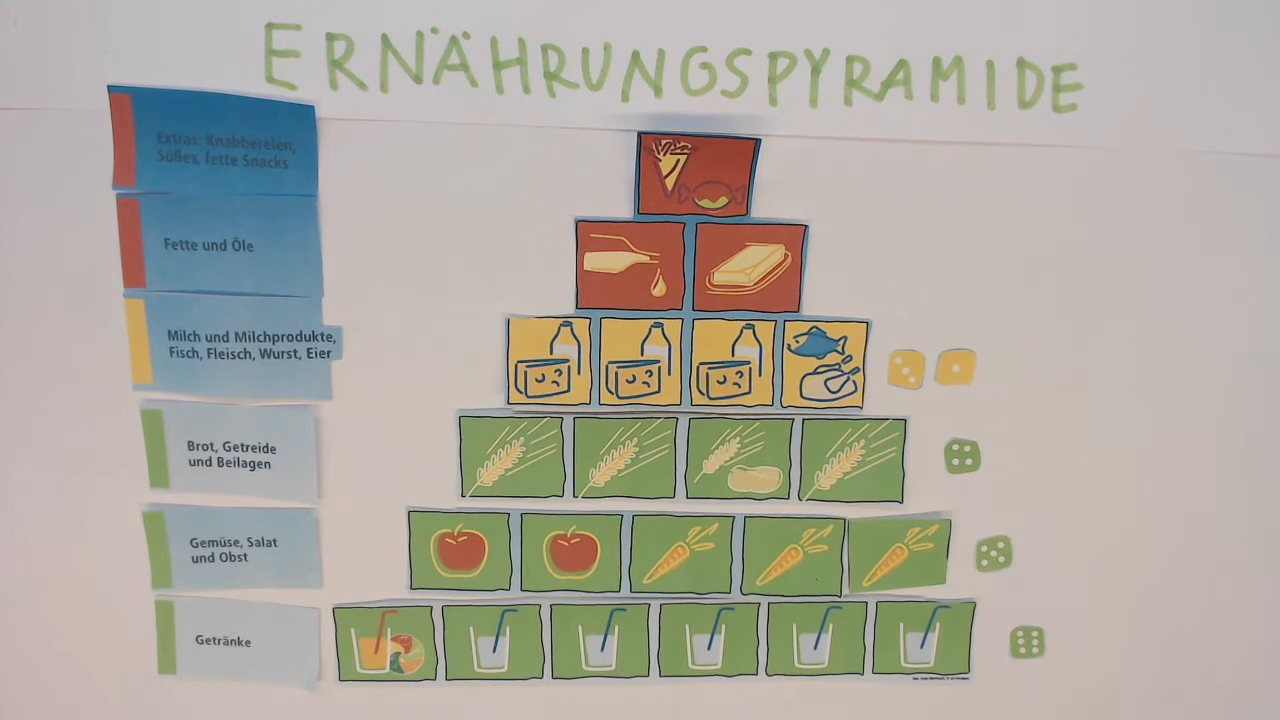 ERNÄHRUNGSPYRAMIDE
Extras: Knabbereien,
Süßes, fette Snacks
Fette und Öle
Milch und Milchprodukte,
Fisch, Fleisch, Wurst, Eier
Brot, Getreide
und Beilagen
Gemüse, Salat
und Obst
Getränke